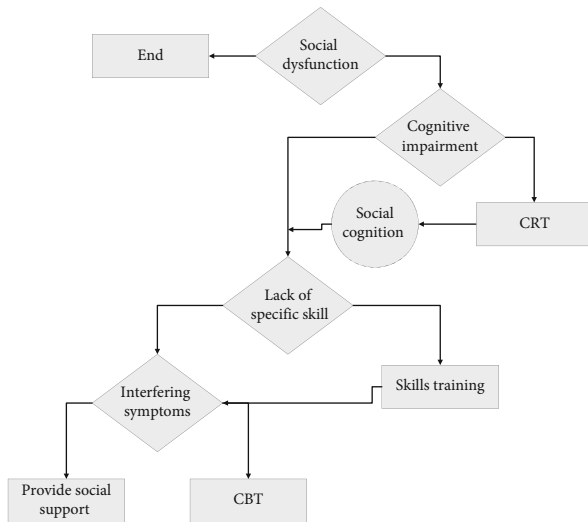 End
Social
dysfunction
Cognitive
impairment
Social
cognition
CRT
Lack of
specific skill
Interfering
symptoms
Skills training
Provide social
support
CBT